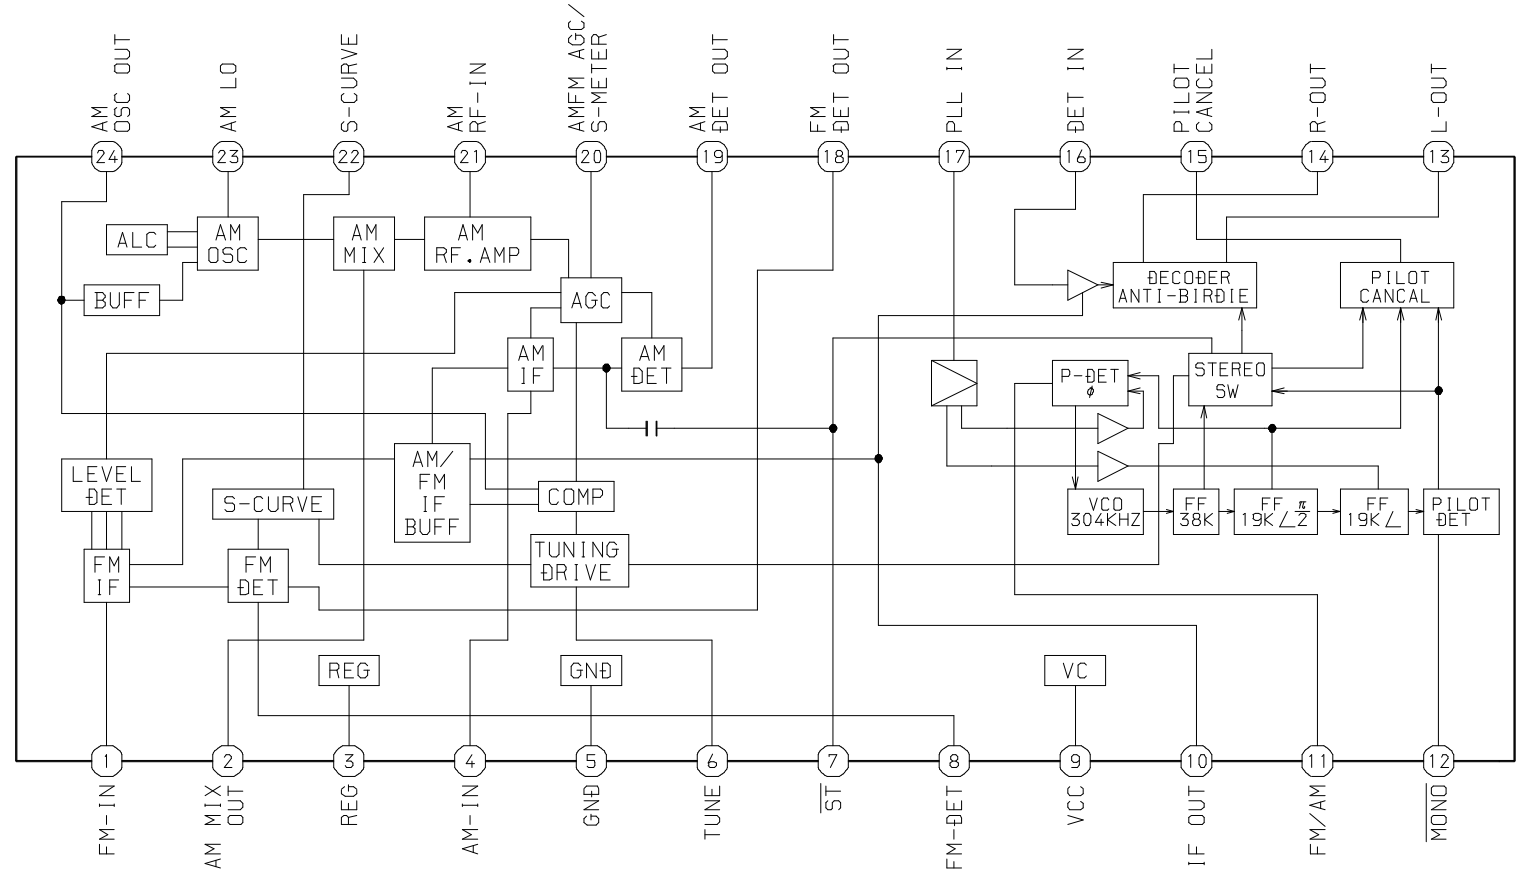 AM
OSC OUT
AM LO
S-CURVE
AM
RF-IN
AMFM AGC/
S-METER
AM
DET OUT
FM
DET OUT
PLL IN
DET IN
PILOT
CANCEL
R-OUT
L-OUT
24
23
22
21
20
19
18
17
16
15
14
13
ALC
AM
OSC
AM
MIX
AM
RF.AMP
BUFF
AGC
DECODER
ANTI-BIRDIE
PILOT
CANCAL
AM
IF
AM
DET
P-DET
φ
STEREO
SW
LEVEL
DET
S-CURVE
AM/
FM
IF
BUFF
COMP
VCO
304KHZ
FF
38K
FF
19K∠π/2
FF
19K∠
PILOT
DET
FM
IF
FM
DET
TUNING
DRIVE
REG
GND
VC
1
2
3
4
5
6
7
8
9
10
11
12
FM-IN
AM MIX
OUT
REG
AM-IN
GND
TUNE
ST
FM-DET
VCC
IF OUT
FM/AM
MONO